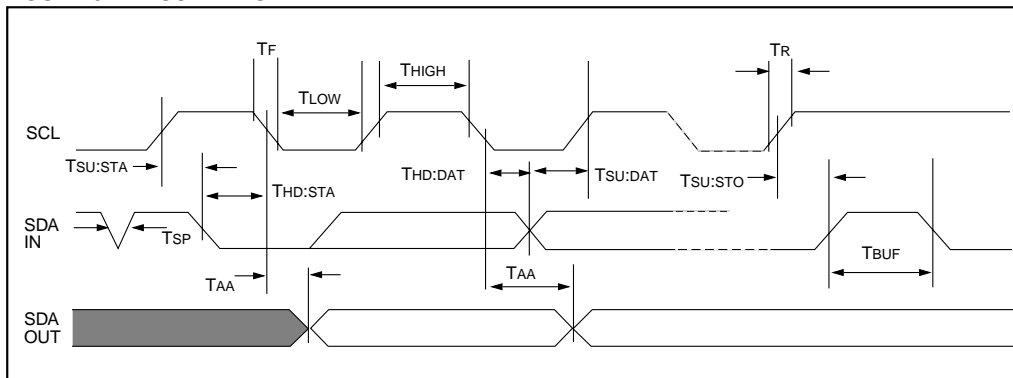 TF
TR
THIGH
TLOW
SCL
TSU:STA
THD:STA
THD:DAT
TSU:DAT
TSU:STO
SDA
IN
TSP
TBUF
TAA
TAA
SDA
OUT